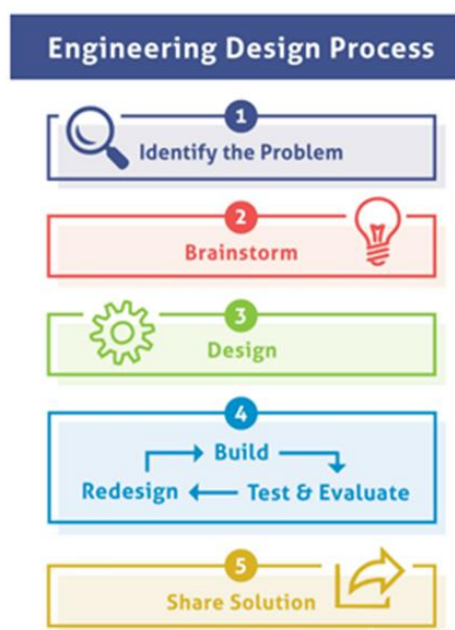 Engineering Design Process
1
Identify the Problem
2
Brainstorm
3
Design
4
Build
Redesign Test & Evaluate
5
Share Solution